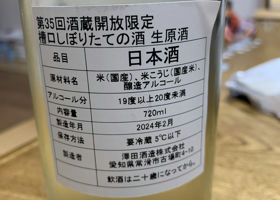 第35回酒蔵開放限定
槽口しぼりたての酒 生原酒
品目 日本酒
原材料名 米(国産)、米こうじ(国産米)、
醸造アルコール
アルコール分 19度以上20度未満
内容量 720ml
製造年月 2024年2月
保存方法 要冷蔵 5℃以下
製造者 澤田酒造株式会社
愛知県常滑市古場町4-10
飲酒は二十歳になってから。